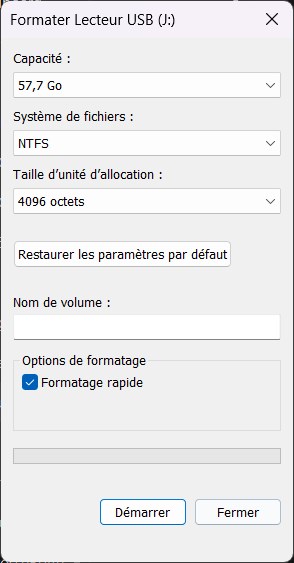 Formater Lecteur USB (J:)
Capacité :
57,7 Go
Système de fichiers :
NTFS
Taille d’unité d’allocation :
4096 octets
Restaurer les paramètres par défaut
Nom de volume :
Options de formatage
Formatage rapide
Démarrer
Fermer